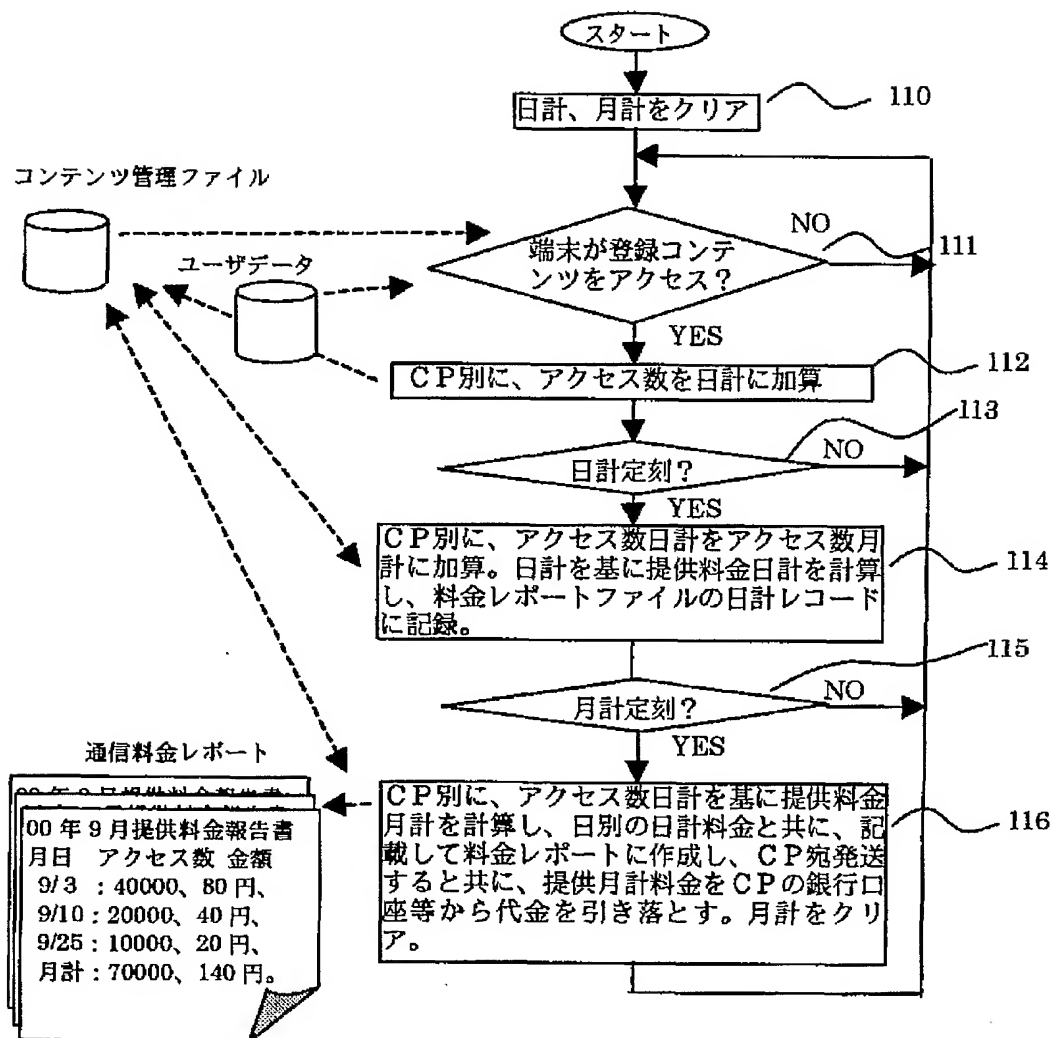 スタート
日計、月計をクリア
110
コンテンツ管理ファイル
ユーザデータ
端末が登録コンテ
ンツをアクセス?
NO
111
YES
CP別に、アクセス数を日計に加算
112
113
日計定刻?
NO
YES
CP別に、アクセス数日計をアクセス数月
計に加算。日計を基に提供料金日計を計算
し、料金レポートファイルの日計レコード
に記録。
114
115
月計定刻?
NO
YES
通信料金レポート
00年9月提供料金報告書
月日 アクセス数 金額
9/3 :40000、80円、
9/10:20000、40円、
9/25:10000、20円、
月計:70000、140円。
CP別に、アクセス数日計を基に提供料金
月計を計算し、日別の日計料金と共に、記
載して料金レポートに作成し、CP宛発送
すると共に、提供月計料金をCPの銀行口
座等から代金を引き落とす。月計をクリ
ア。
116